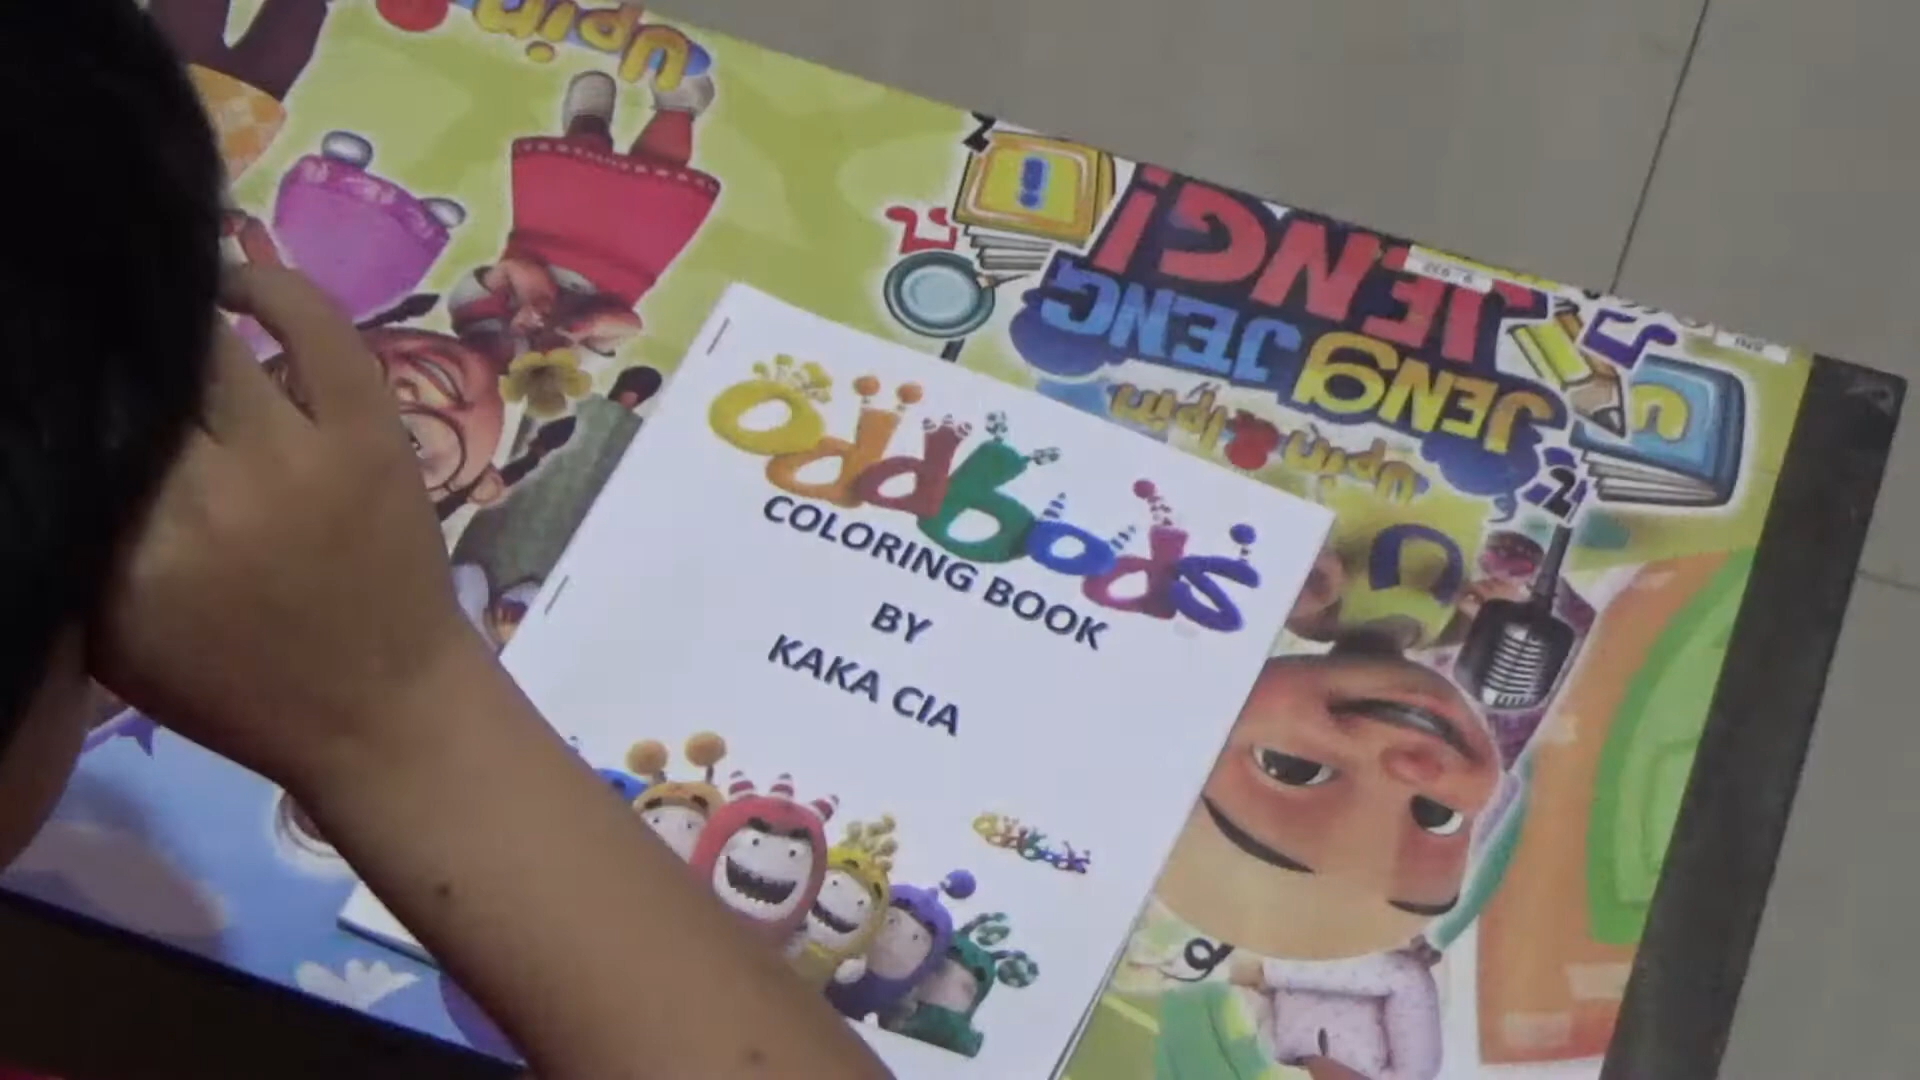 Upin
JENG JENG
JENG!
Upin & Ipin
oddbods
COLORING BOOK
BY
KAKA CIA
oddbods